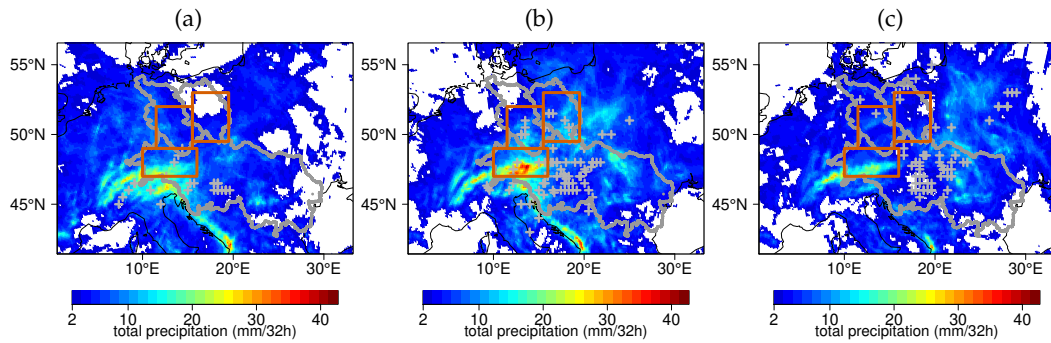 (a) (b) (c)
55°N 55°N 55°N
50°N 50°N 50°N
45°N 45°N 45°N
10°E 20°E 30°E 10°E 20°E 30°E 10°E 20°E 30°E
2 10 20 30 40 2 10 20 30 40 2 10 20 30 40
total precipitation (mm/32h) total precipitation (mm/32h) total precipitation (mm/32h)